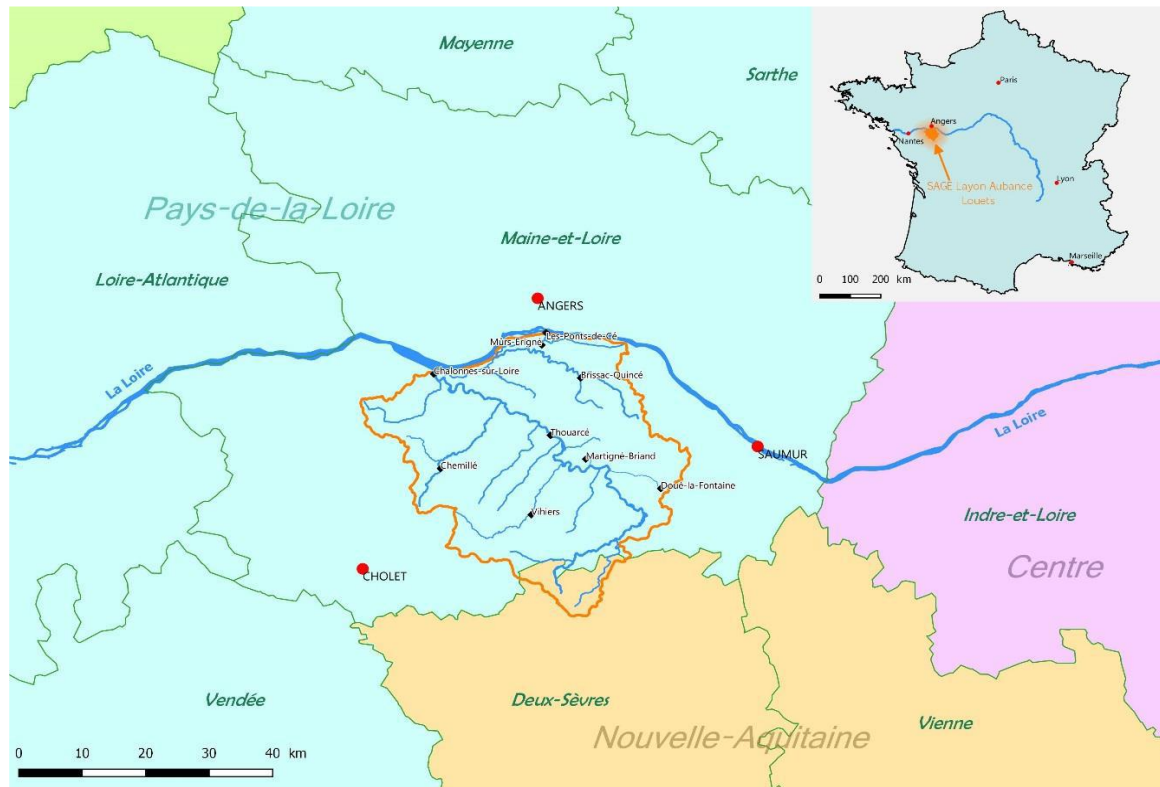 Mayenne
Sarthe
Paris
Angers
Nantes
SAGE Layon Aubance
Louets
Lyon
Marseille
0 100 200 km
Pays-de-la-Loire
Maine-et-Loire
Loire-Atlantique
ANGERS
Les-Ponts-de-Cé
Mûrs-Erigné
Chalonnes-sur-Loire
Brissac-Quincé
La Loire
La Loire
Thouarcé
SAUMUR
Martigné-Briand
Chemillé
Doué-la-Fontaine
Vihiers
Indre-et-Loire
Centre
CHOLET
Vendée
Deux-Sèvres
Vienne
Nouvelle-Aquitaine
0 10 20 30 40 km